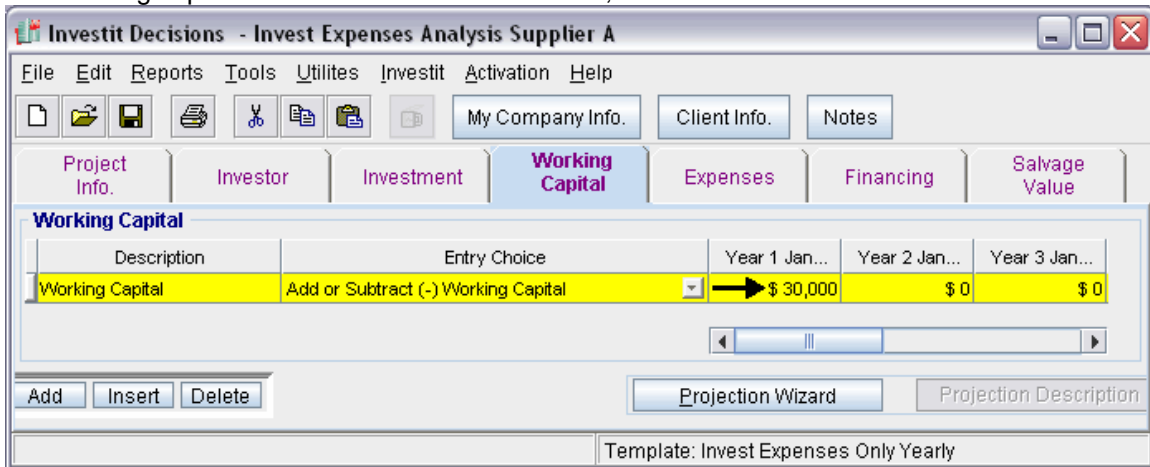 Investit Decisions - Invest Expenses Analysis Supplier A
File Edit Reports Tools Utilites Investit Activation Help
My Company Info. Client Info. Notes
Project Info. Investor Investment Working Capital Expenses Financing Salvage Value
Working Capital
Description Entry Choice Year 1 Jan... Year 2 Jan... Year 3 Jan...
Working Capital Add or Subtract (-) Working Capital $ 30,000 $ 0 $ 0
Add Insert Delete Projection Wizard Projection Description
Template: Invest Expenses Only Yearly